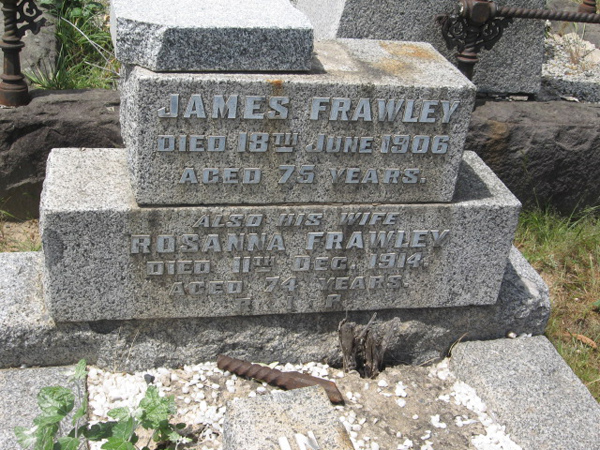 JAMES FRAWLEY
DIED 18TH JUNE 1906
AGED 75 YEARS.
ALSO HIS WIFE
ROSANNA FRAWLEY
DIED 11TH DEC. 1914.
AGED 74 YEARS.
R. I. P.